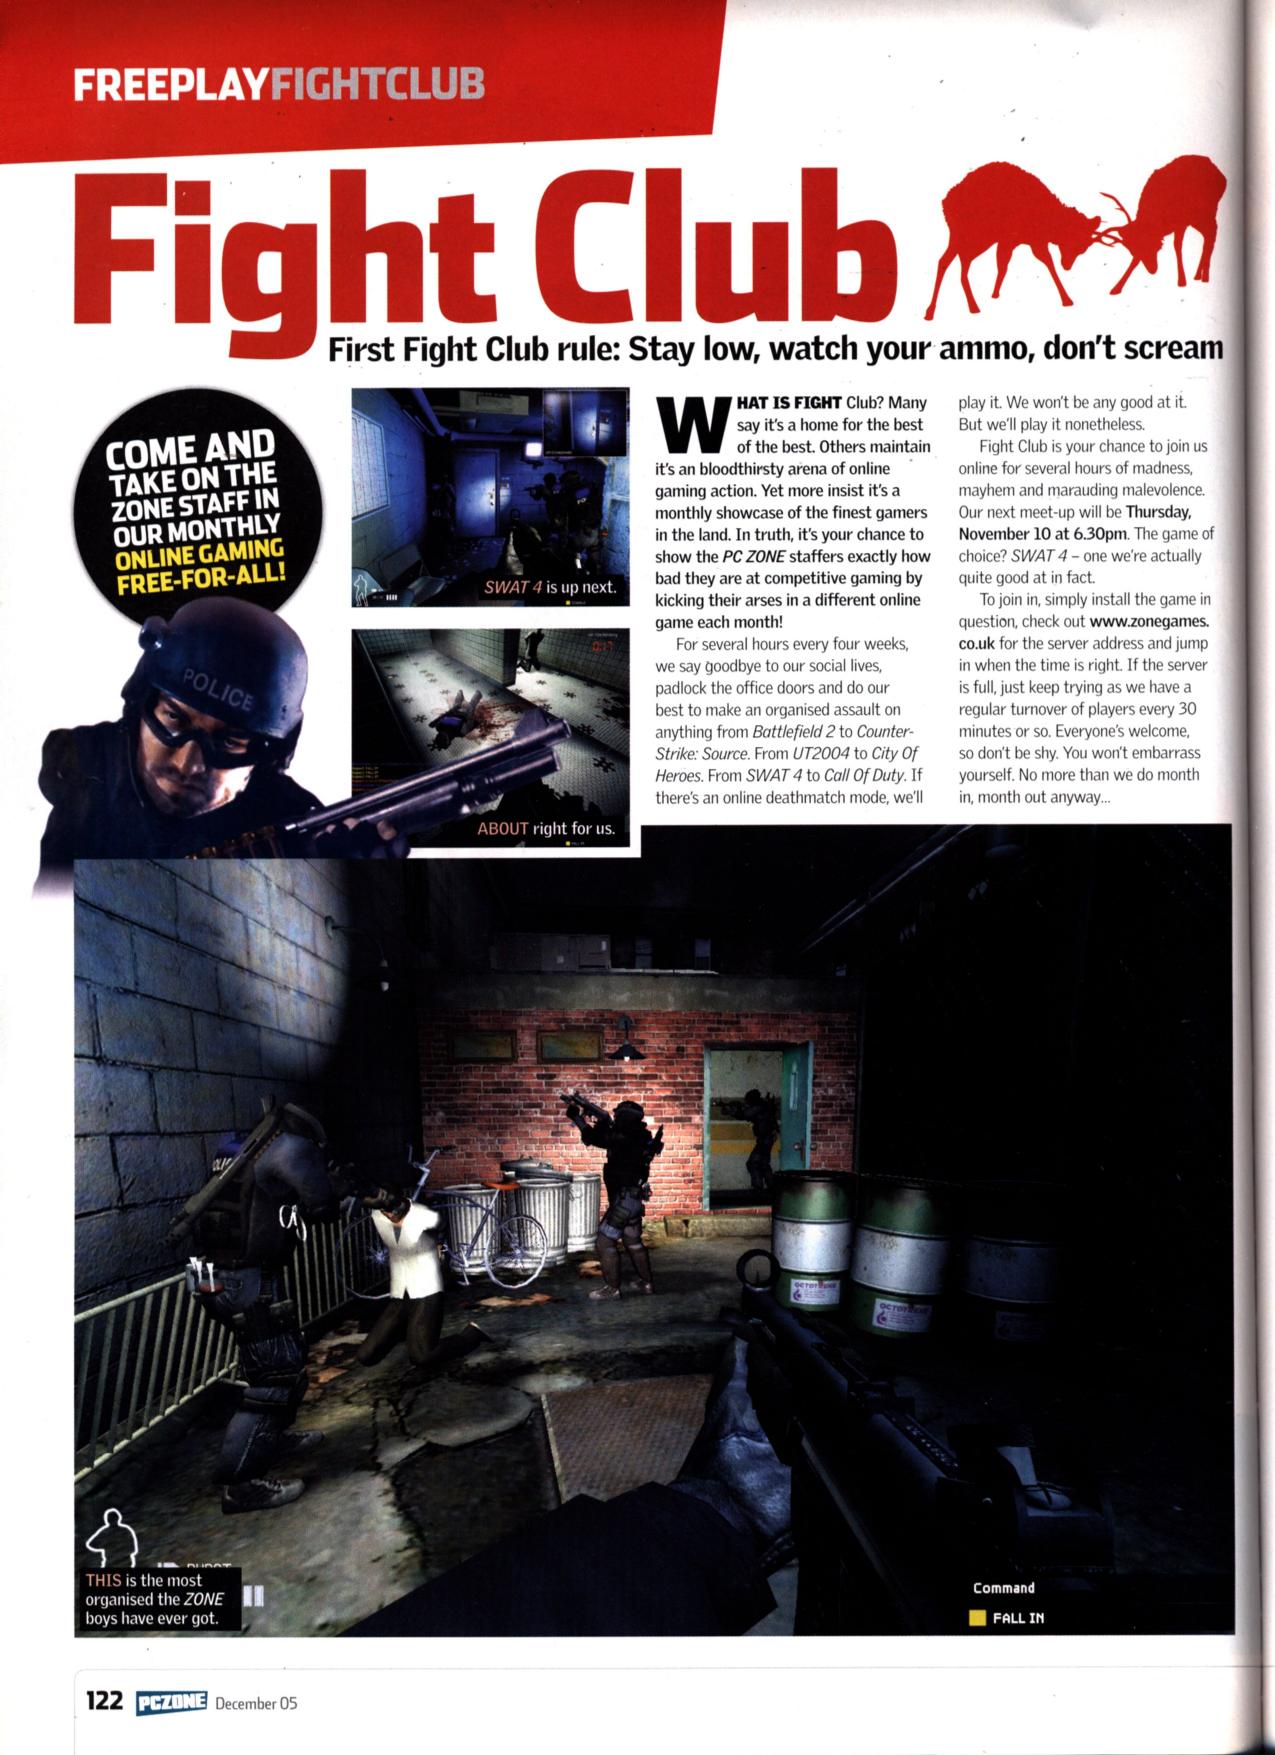 FREEPLAYFIGHTCLUB
Fight Club
First Fight Club rule: Stay low, watch your ammo, don't scream
COME AND
TAKE ON THE
ZONE STAFF IN
OUR MONTHLY
ONLINE GAMING
FREE-FOR-ALL!
POLICE
SWAT 4 is up next.
0:17
ABOUT right for us.
FALL IN
WHAT IS FIGHT Club? Many
say it's a home for the best
of the best. Others maintain
it's an bloodthirsty arena of online
gaming action. Yet more insist it's a
monthly showcase of the finest gamers
in the land. In truth, it's your chance to
show the PC ZONE staffers exactly how
bad they are at competitive gaming by
kicking their arses in a different online
game each month!
For several hours every four weeks,
we say goodbye to our social lives,
padlock the office doors and do our
best to make an organised assault on
anything from Battlefield 2 to Counter-
Strike: Source. From UT2004 to City Of
Heroes. From SWAT 4 to Call Of Duty. If
there's an online deathmatch mode, we'll
play it. We won't be any good at it.
But we'll play it nonetheless.
Fight Club is your chance to join us
online for several hours of madness,
mayhem and marauding malevolence.
Our next meet-up will be Thursday,
November 10 at 6.30pm. The game of
choice? SWAT 4 – one we're actually
quite good at in fact.
To join in, simply install the game in
question, check out www.zonegames.
co.uk for the server address and jump
in when the time is right. If the server
is full, just keep trying as we have a
regular turnover of players every 30
minutes or so. Everyone's welcome,
so don't be shy. You won't embarrass
yourself. No more than we do month
in, month out anyway...
OCTOTREME
THIS is the most
organised the ZONE
boys have ever got.
Command
FALL IN
122 PCZONE December 05